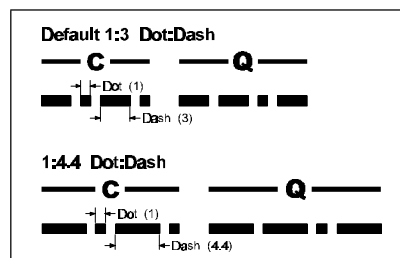 Default 1:3 Dot:Dash
C Q
Dot (1)
Dash (3)
1:4.4 Dot:Dash
C Q
Dot (1)
Dash (4.4)